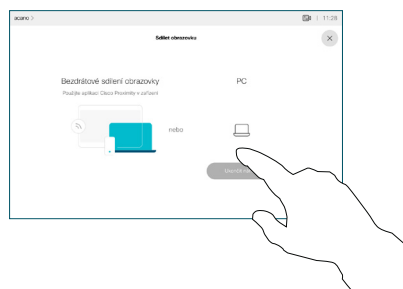 acano > 11:28
Sdílet obrazovku
Bezdrátové sdílení obrazovky
Použijte aplikaci Cisco Proximity v zařízení
nebo
PC